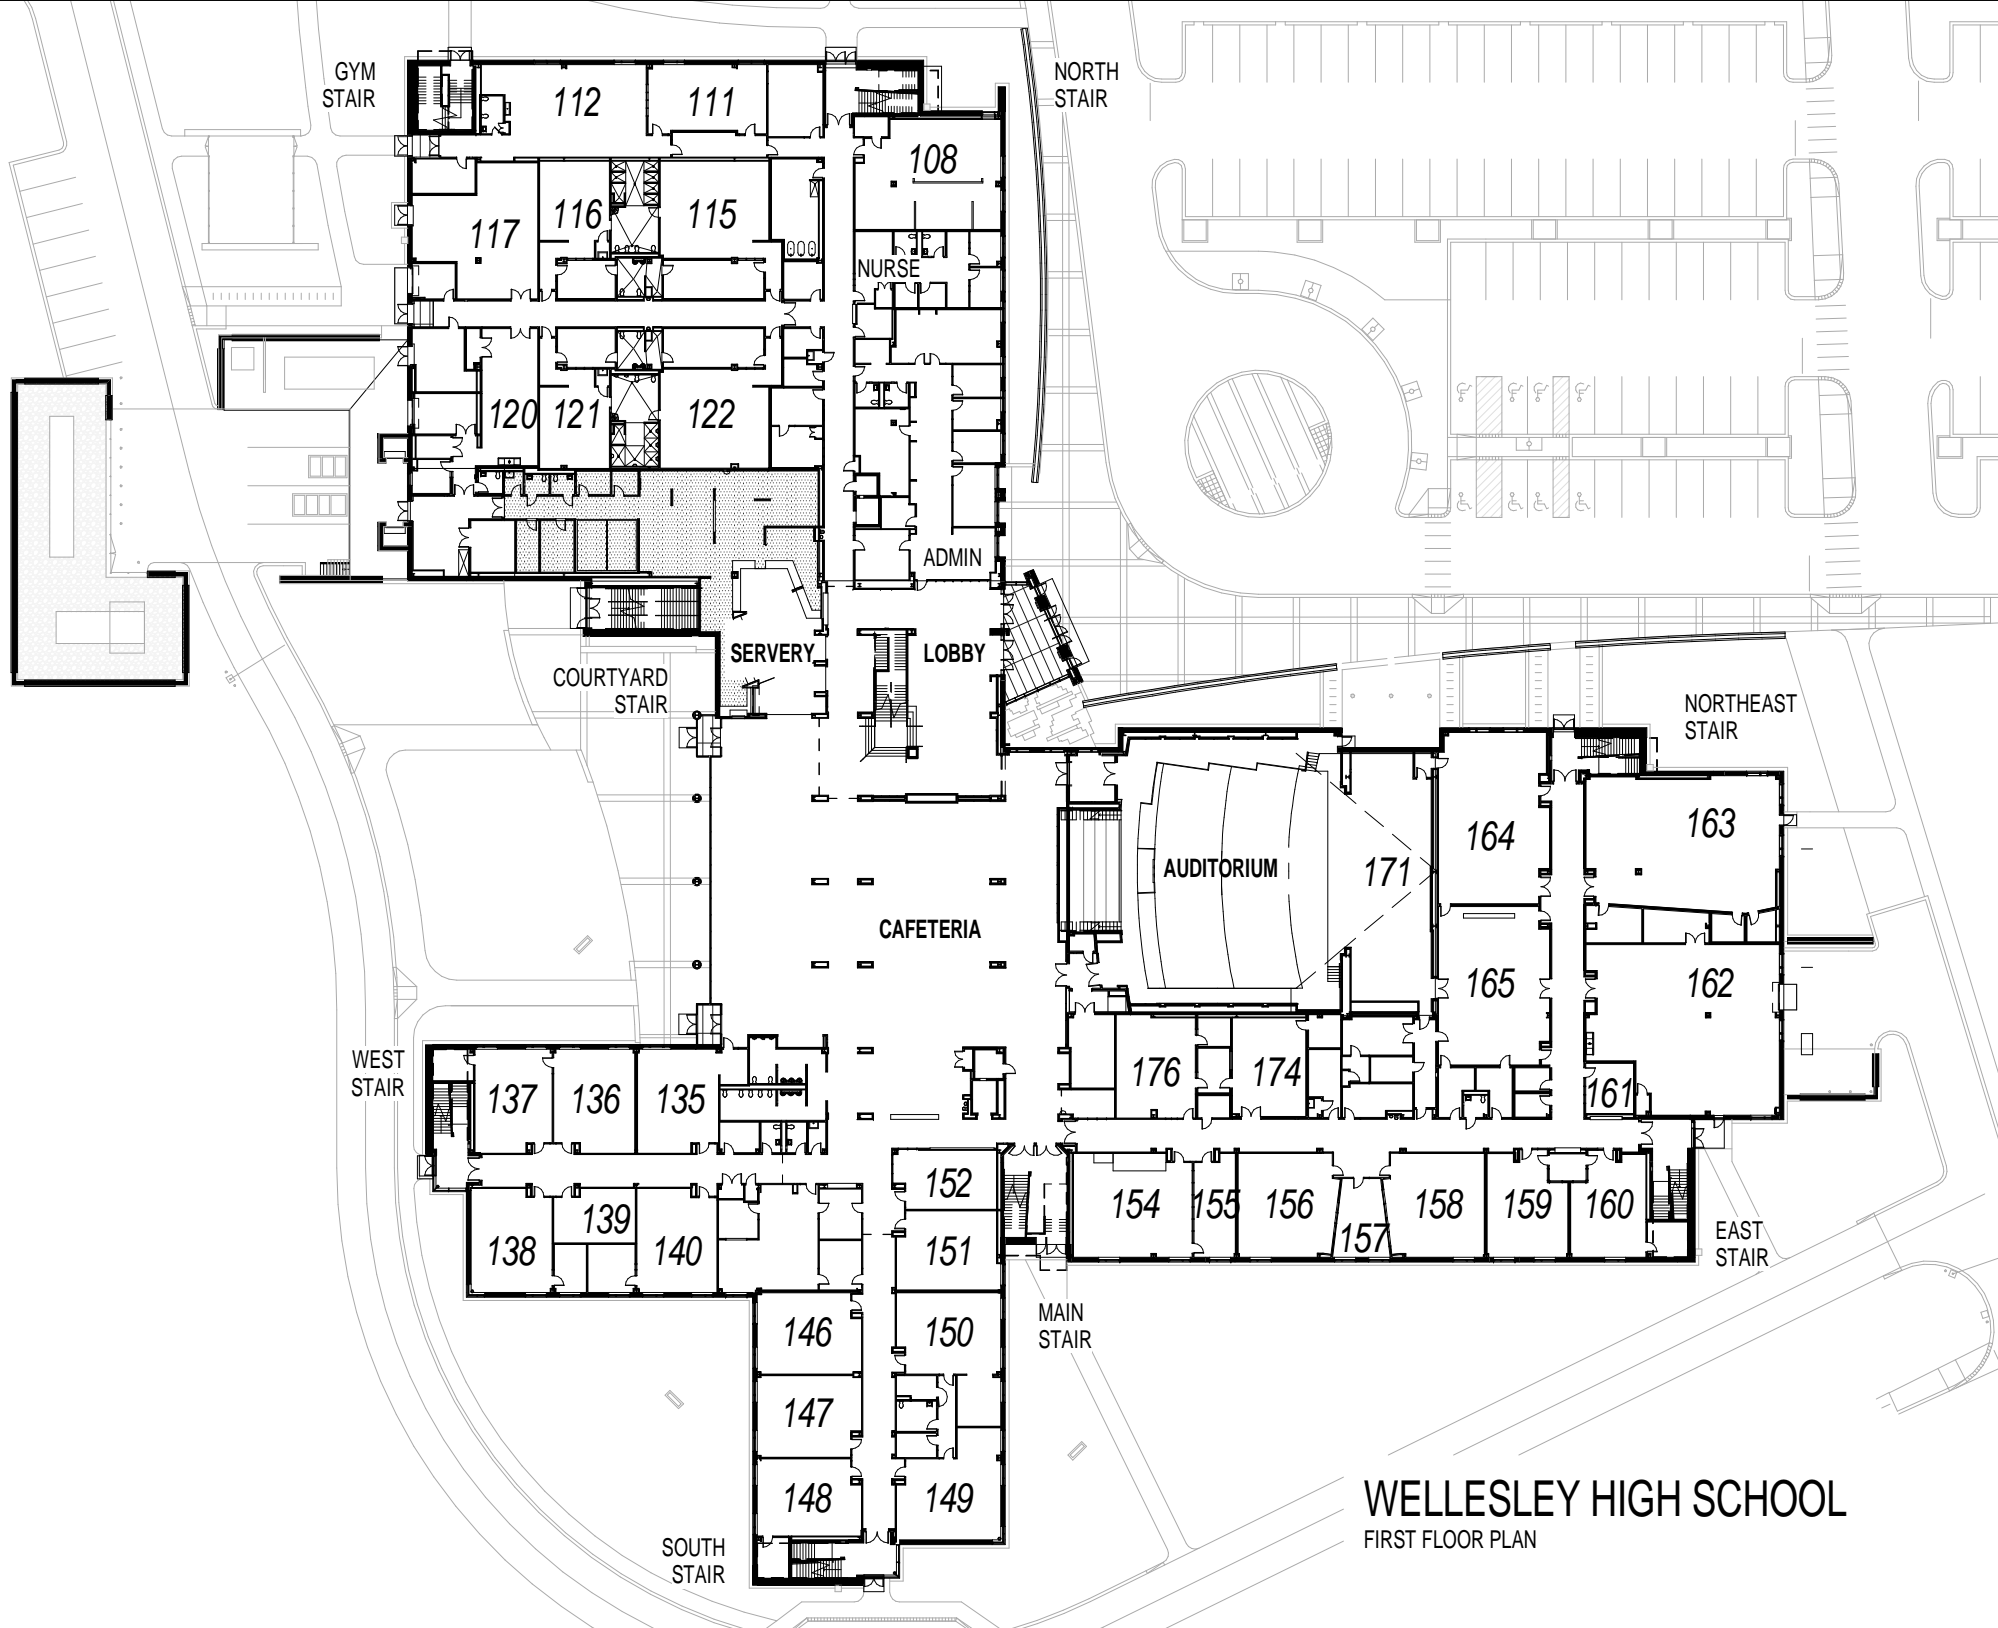 GYM
STAIR
112
111
NORTH
STAIR
108
117
116
115
NURSE
120
121
122
ADMIN
SERVERY
LOBBY
COURTYARD
STAIR
NORTHEAST
STAIR
164
163
AUDITORIUM
171
CAFETERIA
165
162
WEST
STAIR
137
136
135
176
174
161
152
154
155
156
157
158
159
160
138
139
140
151
EAST
STAIR
146
150
MAIN
STAIR
147
148
149
SOUTH
STAIR
WELLESLEY HIGH SCHOOL
FIRST FLOOR PLAN